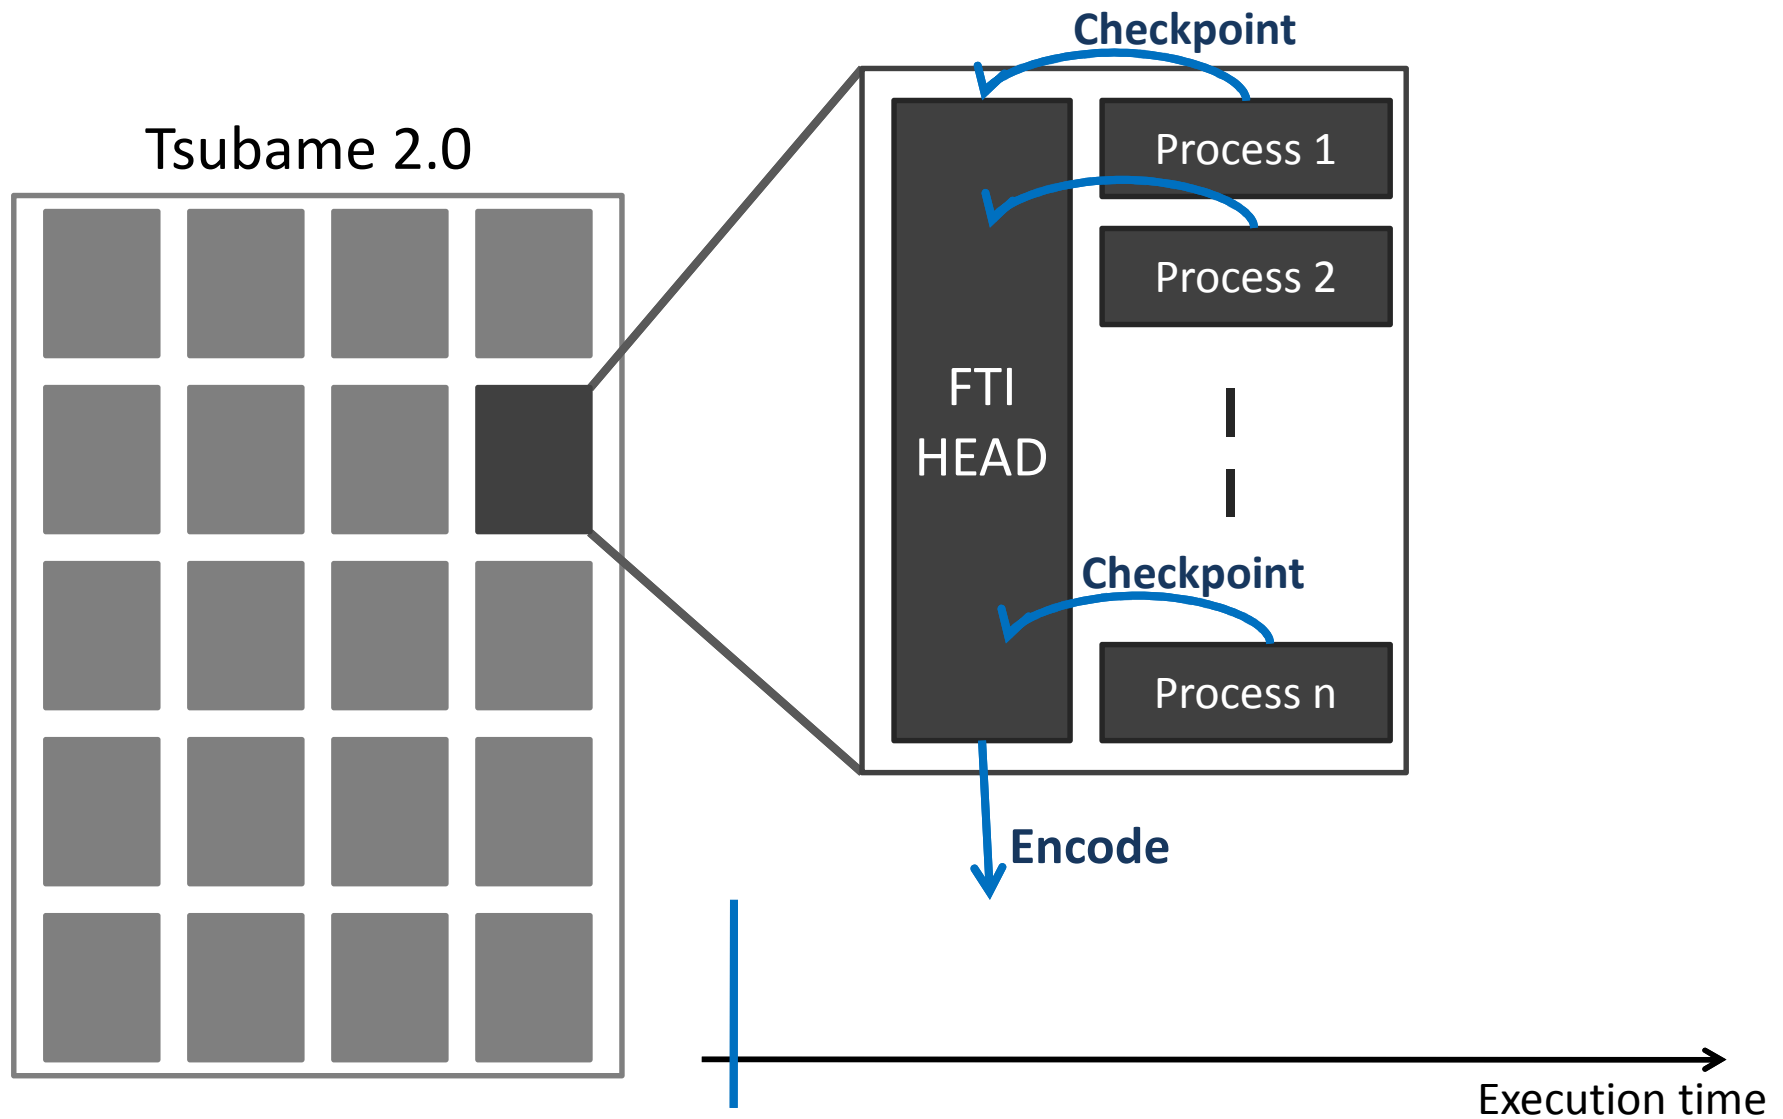 Checkpoint
Tsubame 2.0
Process 1
Process 2
FTI
HEAD
Checkpoint
Process n
Encode
Execution time